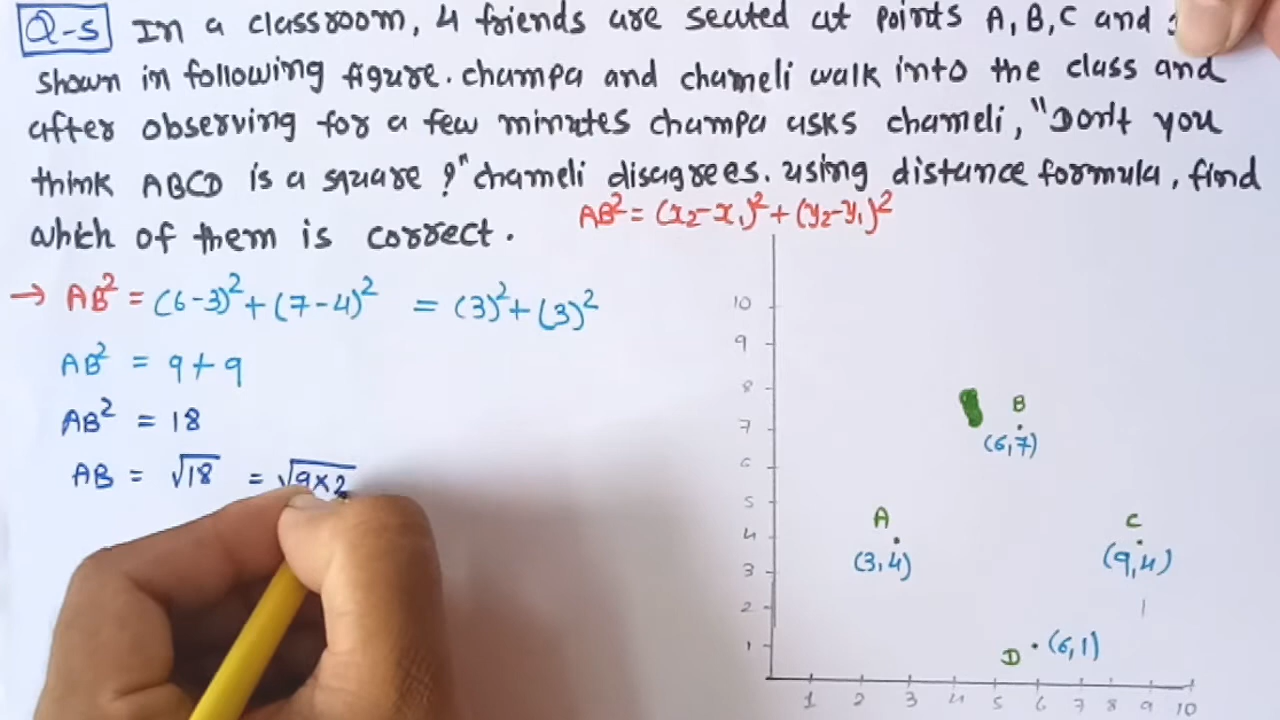 Q-5 In a classroom, 4 friends are seated at points A, B, C and
shown in following figure. champa and chameli walk into the class and
after observing for a few minutes champa asks chameli, "Don't you
think ABCD is a square ?" chameli disagrees. using distance formula, find
which of them is correct.
AB² = (x₂-x₁)² + (y₂-y₁)²
→ AB² = (6-3)² + (7-4)² = (3)² + (3)²
AB² = 9 + 9
AB² = 18
AB = √18 = √9×2
10
9
8
7
6
5
4
3
2
1
B
(6,7)
A
(3,4)
C
(9,4)
D (6,1)
1 2 3 4 5 6 7 8 9 10